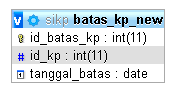 v sikp batas_kp_new
id_batas_kp : int(11)
# id_kp : int(11)
tanggal_batas : date